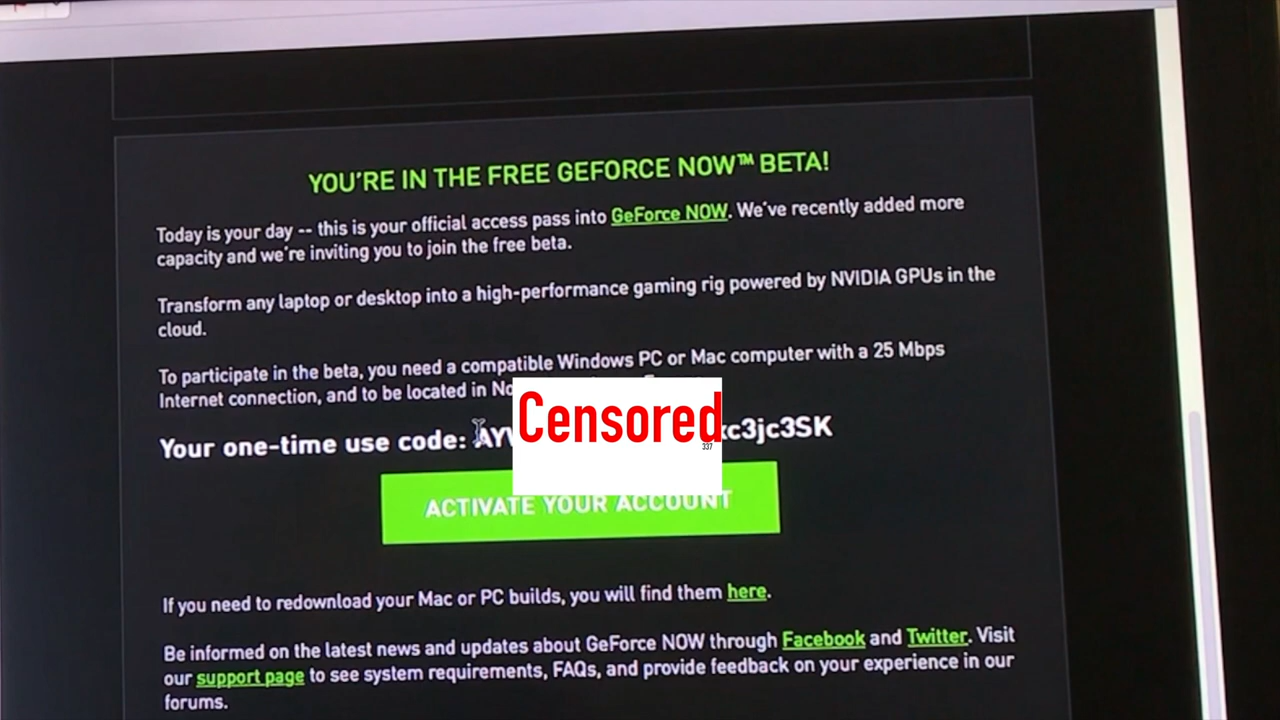 YOU'RE IN THE FREE GEFORCE NOW™ BETA!
Today is your day -- this is your official access pass into GeForce NOW. We've recently added more
capacity and we're inviting you to join the free beta.
Transform any laptop or desktop into a high-performance gaming rig powered by NVIDIA GPUs in the
cloud.
To participate in the beta, you need a compatible Windows PC or Mac computer with a 25 Mbps
Internet connection, and to be located in
Your one-time use code: AY
Censored
337
c3jc3SK
ACTIVATE YOUR ACCOUNT
If you need to redownload your Mac or PC builds, you will find them here.
Be informed on the latest news and updates about GeForce NOW through Facebook and Twitter. Visit
our support page to see system requirements, FAQs, and provide feedback on your experience in our
forums.